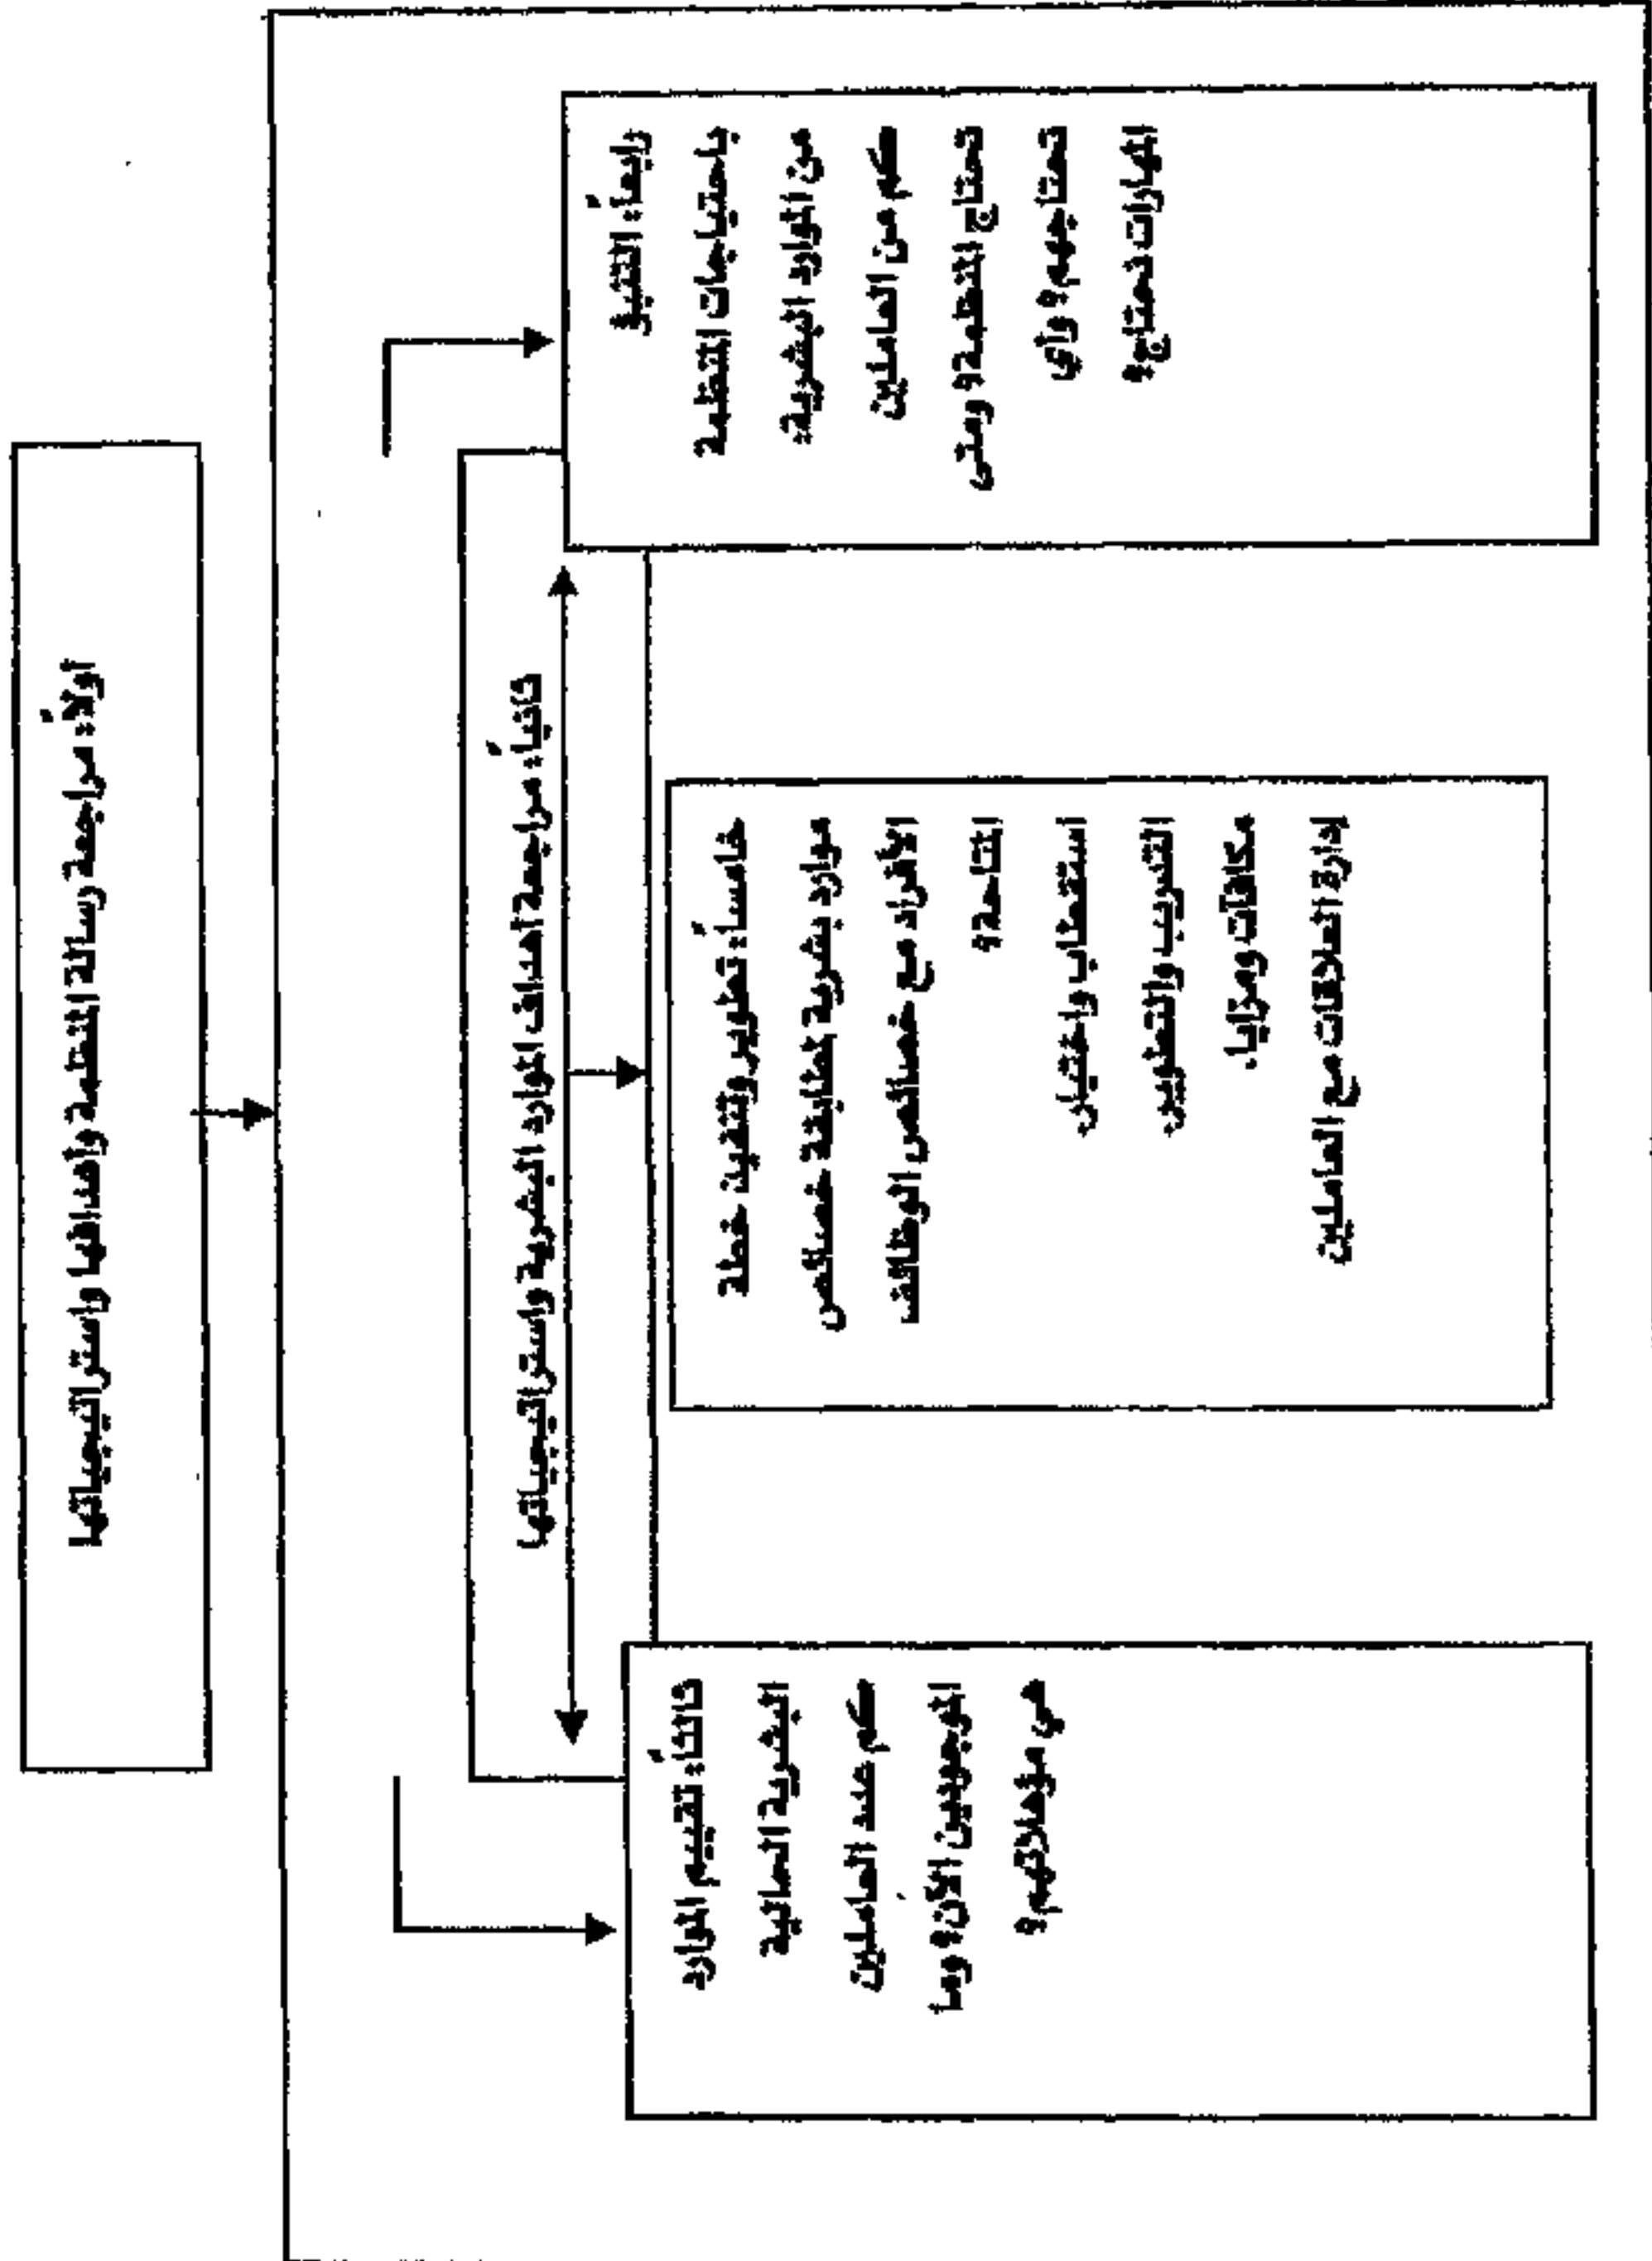 أولاً: مراجعة رسالة المنظمة وأهدافها واستراتيجياتها
ثانياً: مراجعة أهداف الموارد البشرية واستراتيجياتها
رابعاً: التنبؤ
باحتياجات المنظمة
من الموارد البشرية
كم من العاملين
تحتاج المنظمة؟ ومتى
تحتاجهم؟ وأي
المهارات تحتاج؟
خامساً: تطوير وتنفيذ خطة
موارد بشرية لمطابقة خصائص
الأفراد مع خصائص الوظائف
المتاحة؟
استقطاب واختيار.
التدريب والتطوير.
مكافآت ومزايا.
إدارة العلاقات مع العاملين
ثالثاً: تقييم الموارد
البشرية الحالية
كم عدد العاملين
الموجودين الآن؟ وما
هي مؤهلاتهم؟